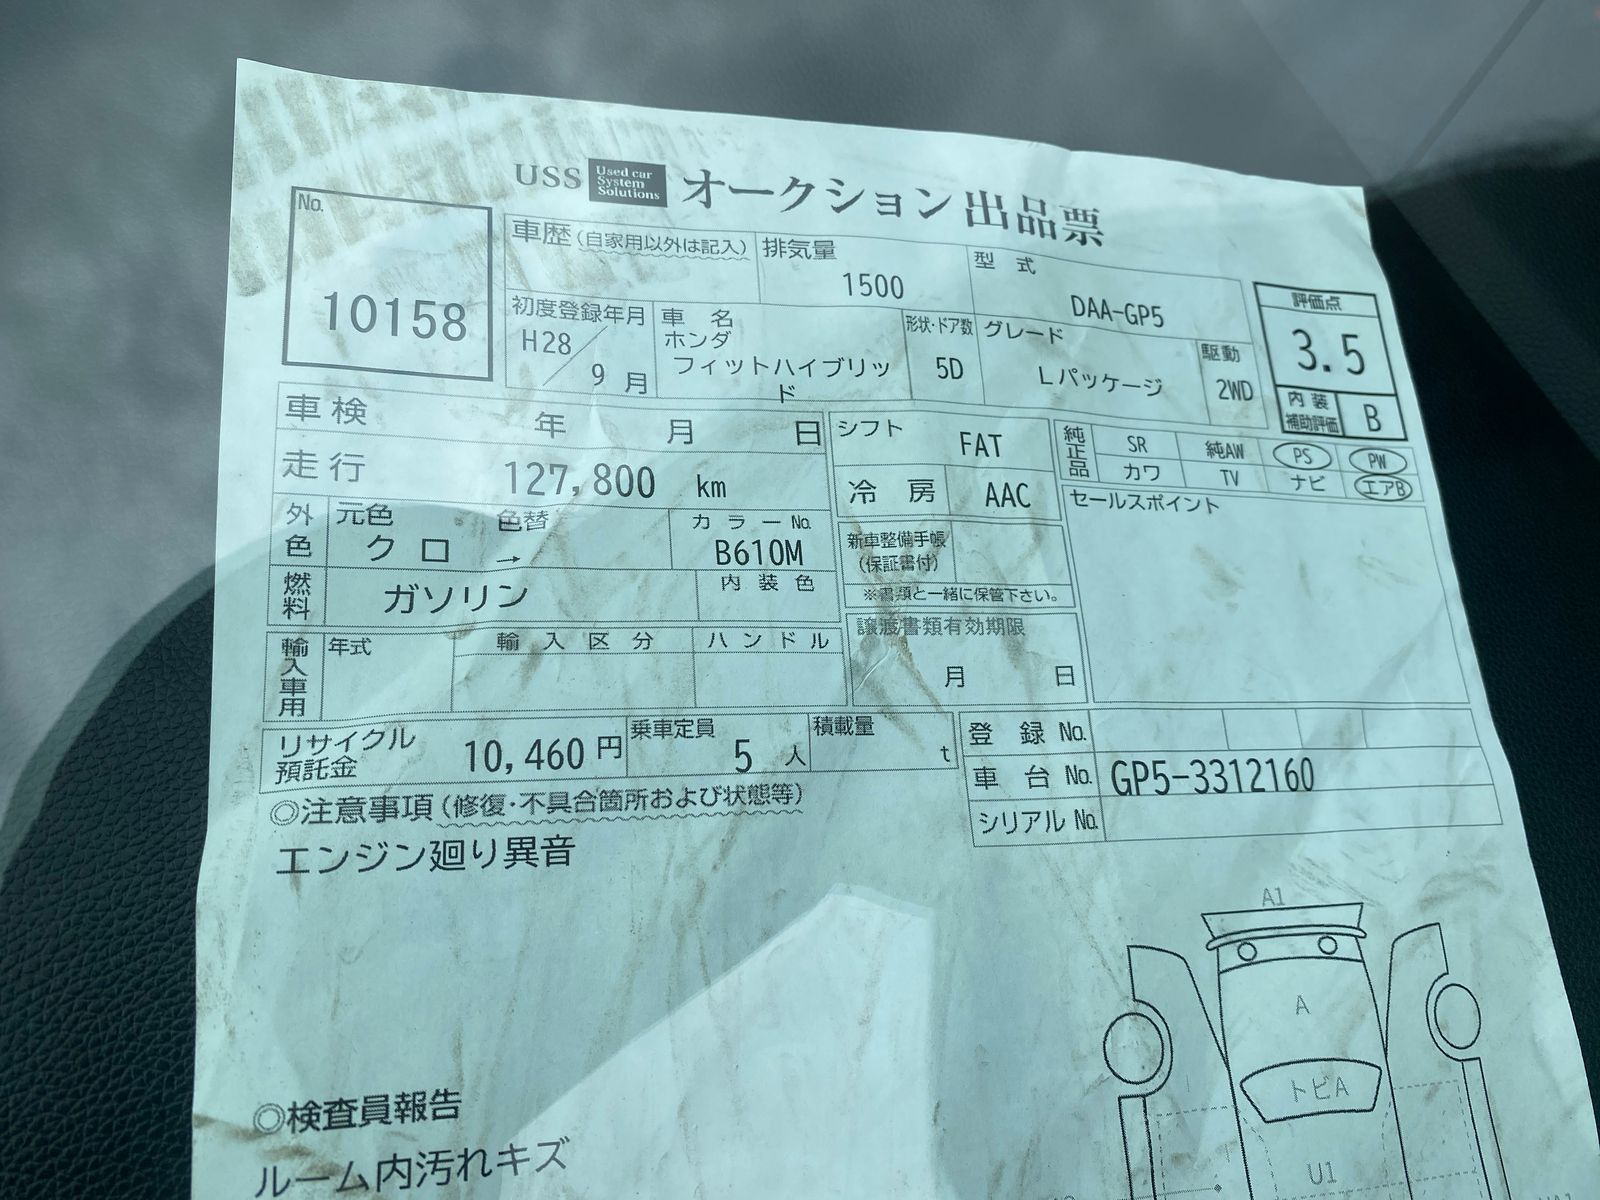 USS Used car System Solutions オークション出品票
No.
10158
車歴(自家用以外は記入)
排気量
1500
型 式
DAA-GP5
評価点
3.5
内装補助評価
B
初度登録年月
H28/9月
車 名
ホンダ
フィットハイブリッ
ド
形状・ドア数
5D
グレード
Lパッケージ
駆動
2WD
車検 年 月 日
走行 127,800 km
シフト FAT
冷 房 AAC
純正品
SR 純AW PS PW
カワ TV ナビ エアB
外色
元色 色替
クロ →
カラーNo.
B610M
新車整備手帳
(保証書付)
※書類と一緒に保管下さい。
セールスポイント
燃料
ガソリン
内装色
譲渡書類有効期限
月 日
輸入車用
年式
輸入区分
ハンドル
リサイクル
預託金
10,460 円
乗車定員
5 人
積載量
t
登 録 No.
車 台 No. GP5-3312160
シリアル No.
◎注意事項(修復・不具合箇所および状態等)
エンジン廻り異音
A1
A
トビA
U1
◎検査員報告
ルーム内汚れキズ